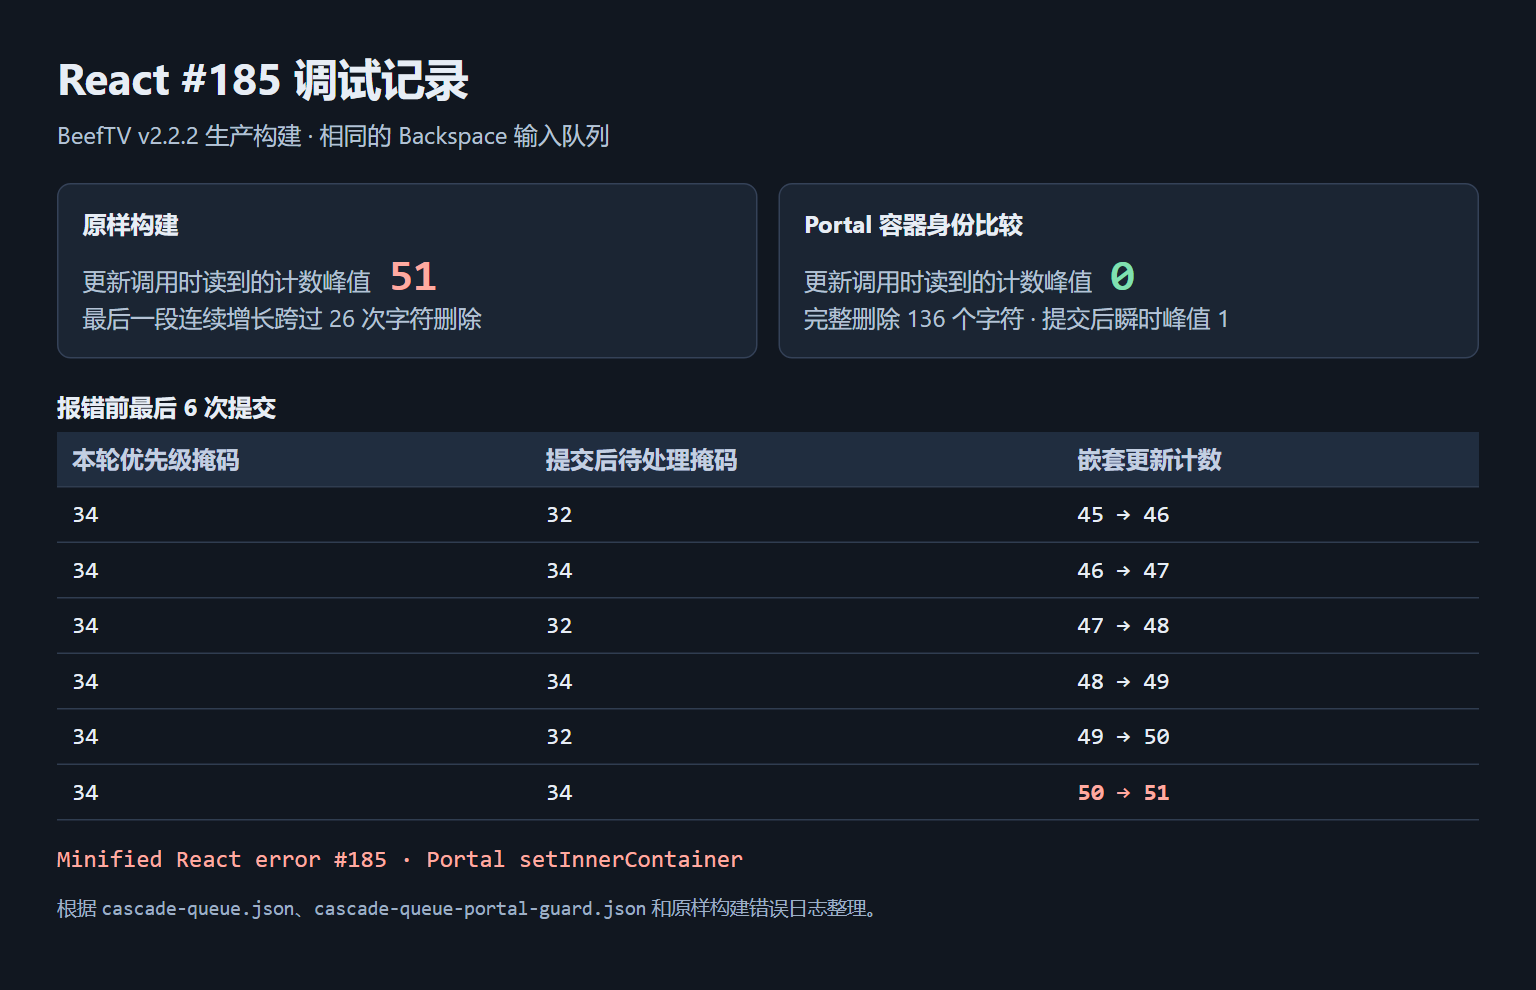 React #185 调试记录
BeefTV v2.2.2 生产构建 · 相同的 Backspace 输入队列
原样构建
更新调用时读到的计数峰值 51
最后一段连续增长跨过 26 次字符删除
Portal 容器身份比较
更新调用时读到的计数峰值 0
完整删除 136 个字符 · 提交后瞬时峰值 1
报错前最后 6 次提交
本轮优先级掩码 提交后待处理掩码 嵌套更新计数
34 32 45 → 46
34 34 46 → 47
34 32 47 → 48
34 34 48 → 49
34 32 49 → 50
34 34 50 → 51
Minified React error #185 · Portal setInnerContainer
根据 cascade-queue.json、cascade-queue-portal-guard.json 和原样构建错误日志整理。